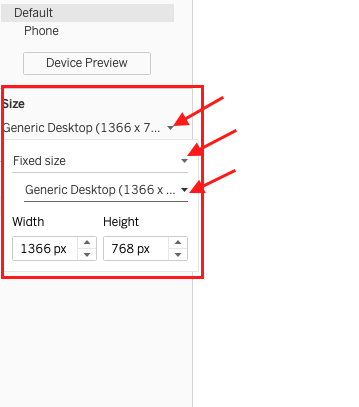 Default
Phone
Device Preview
Size
Generic Desktop (1366 x 7...
Fixed size
Generic Desktop (1366 x ...
Width Height
1366 px 768 px